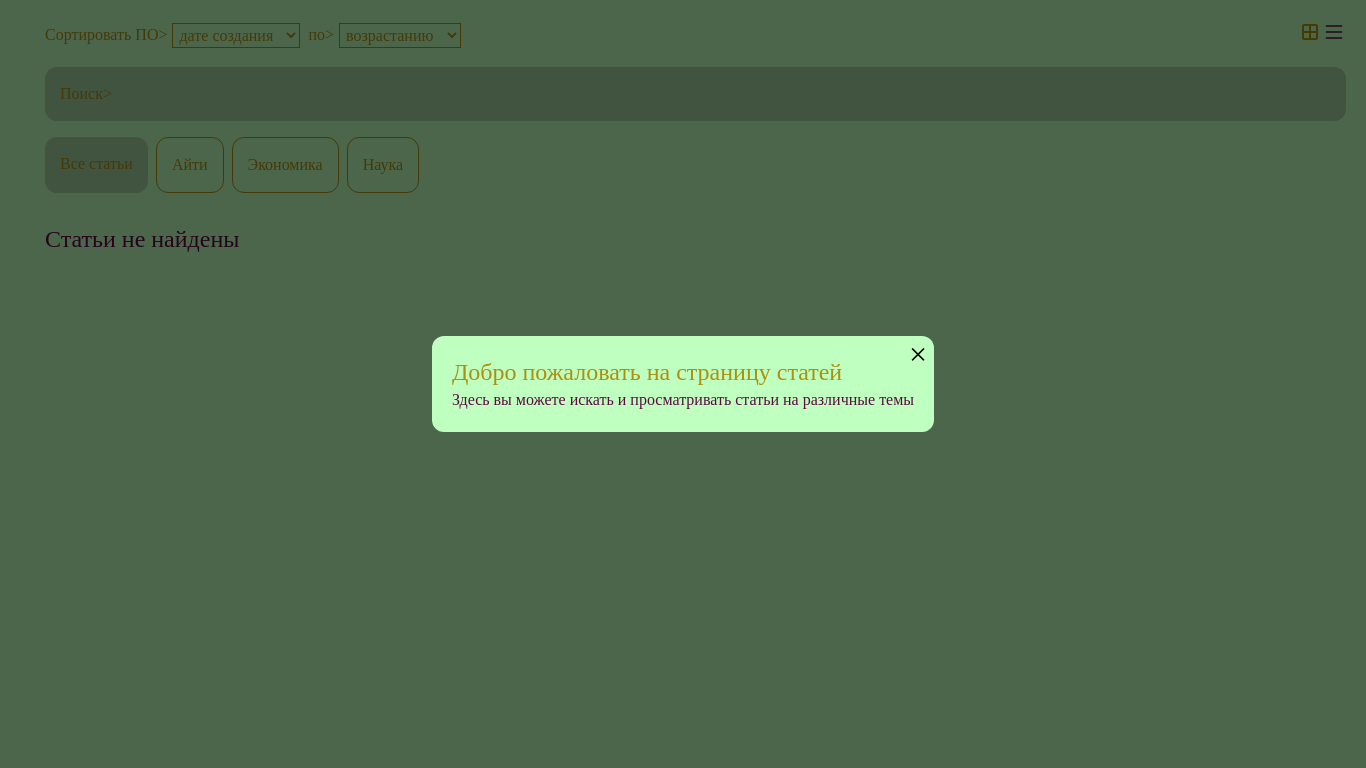 Сортировать ПО> дате создания по> возрастанию
Поиск>
Все статьи Айти Экономика Наука
Статьи не найдены
Добро пожаловать на страницу статей
Здесь вы можете искать и просматривать статьи на различные темы